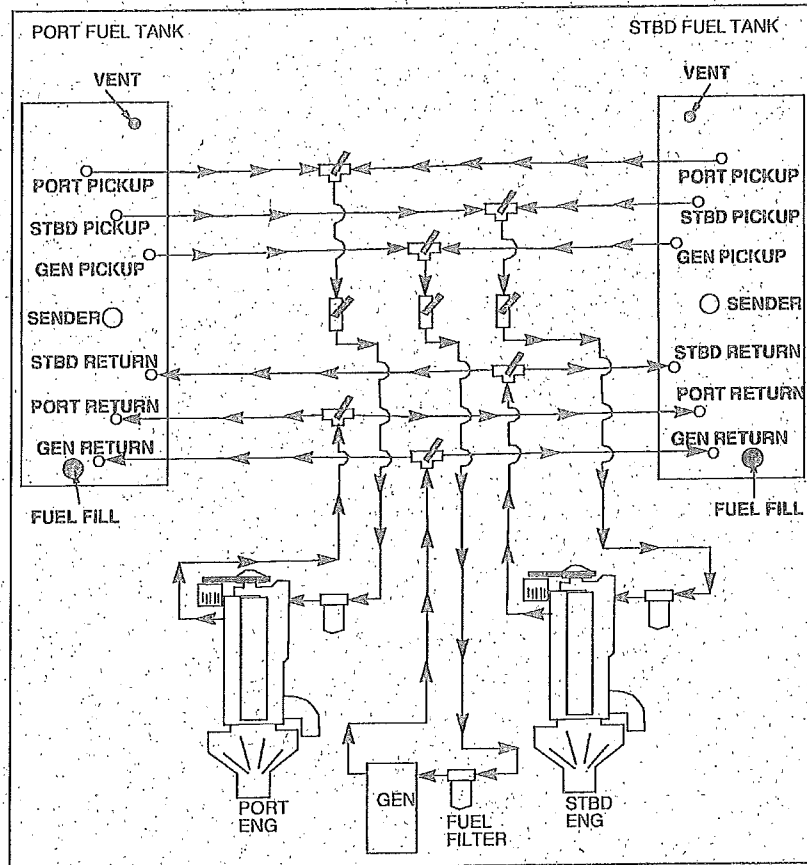 PORT FUEL TANK
STBD FUEL TANK
VENT
VENT
PORT PICKUP
PORT PICKUP
STBD PICKUP
STBD PICKUP
GEN PICKUP
GEN PICKUP
SENDER
SENDER
STBD RETURN
STBD RETURN
PORT RETURN
PORT RETURN
GEN RETURN
GEN RETURN
FUEL FILL
FUEL FILL
PORT
ENG
GEN
FUEL
FILTER
STBD
ENG